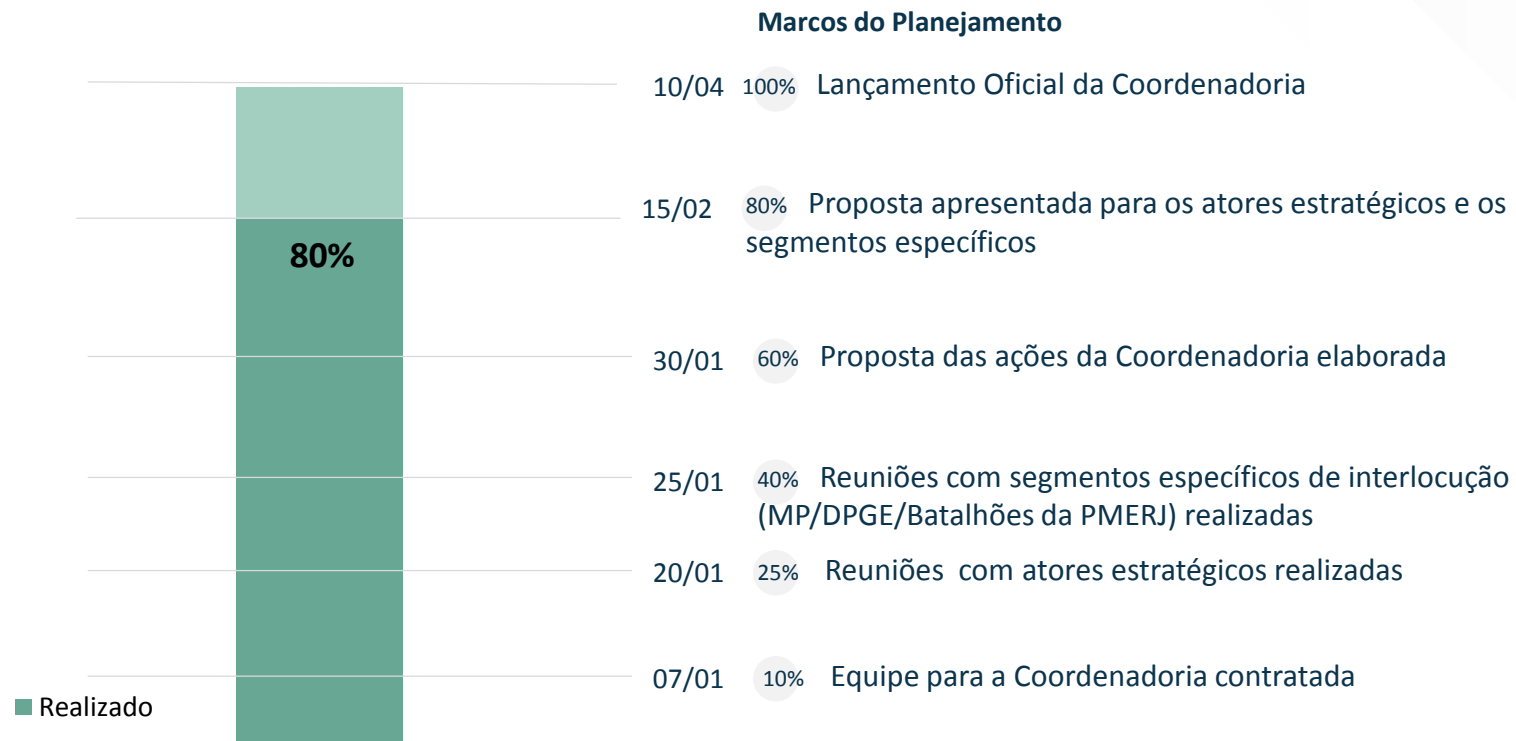 Marcos do Planejamento
10/04 100% Lançamento Oficial da Coordenadoria
15/02 80% Proposta apresentada para os atores estratégicos e os
segmentos específicos
80%
30/01 60% Proposta das ações da Coordenadoria elaborada
25/01 40% Reuniões com segmentos específicos de interlocução
(MP/DPGE/Batalhões da PMERJ) realizadas
20/01 25% Reuniões com atores estratégicos realizadas
07/01 10% Equipe para a Coordenadoria contratada
Realizado